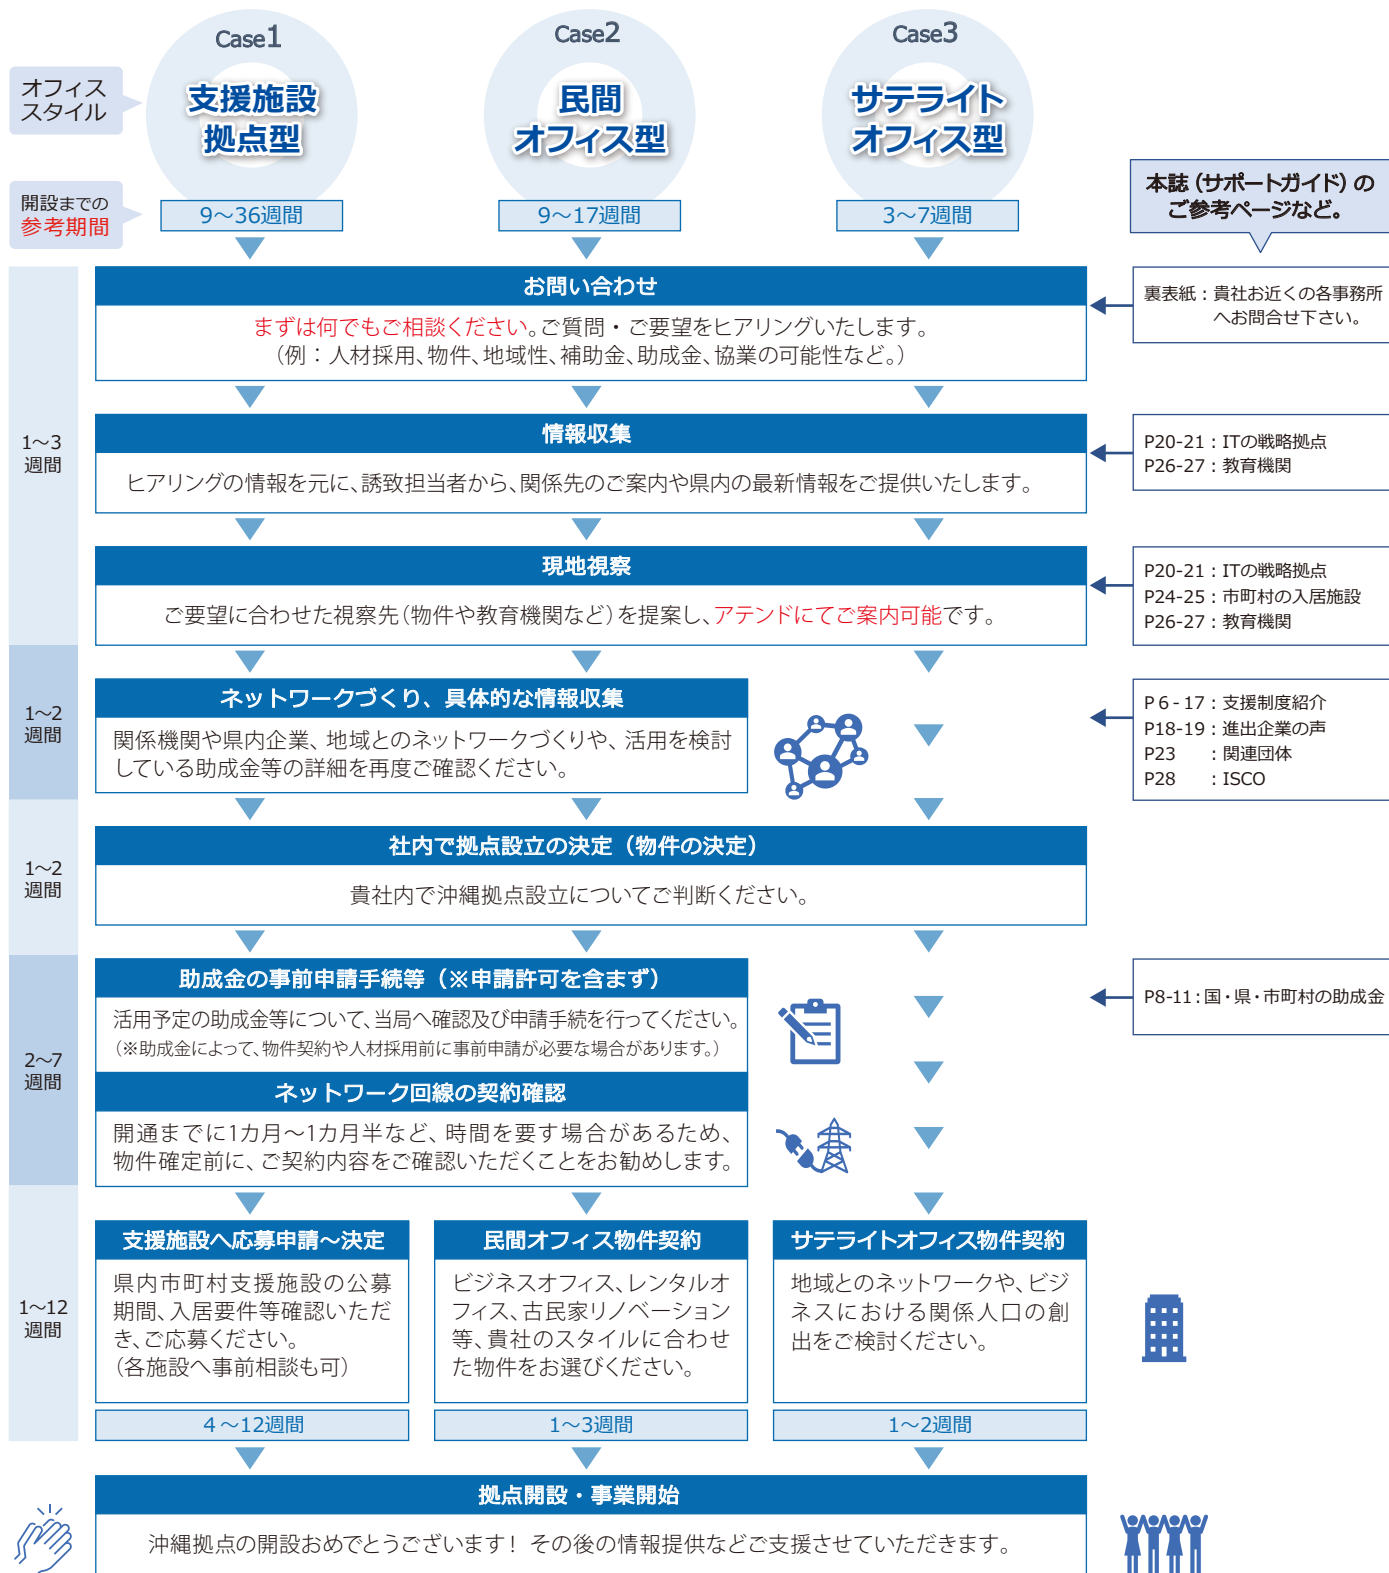 Case1
Case2
Case3
オフィス
スタイル
支援施設
拠点型
民間
オフィス型
サテライト
オフィス型
開設までの
参考期間
9〜36週間
9〜17週間
3〜7週間
本誌（サポートガイド）の
ご参考ページなど。
1〜3
週間
お問い合わせ
まずは何でもご相談ください。ご質問・ご要望をヒアリングいたします。
（例：人材採用、物件、地域性、補助金、助成金、協業の可能性など。）
裏表紙：貴社お近くの各事務所
へお問合せ下さい。
情報収集
ヒアリングの情報を元に、誘致担当者から、関係先のご案内や県内の最新情報をご提供いたします。
P20-21：ITの戦略拠点
P26-27：教育機関
現地視察
ご要望に合わせた視察先（物件や教育機関など）を提案し、アテンドにてご案内可能です。
P20-21：ITの戦略拠点
P24-25：市町村の入居施設
P26-27：教育機関
1〜2
週間
ネットワークづくり、具体的な情報収集
関係機関や県内企業、地域とのネットワークづくりや、活用を検討
している助成金等の詳細を再度ご確認ください。
P 6 - 17：支援制度紹介
P18-19：進出企業の声
P23　：関連団体
P28　：ISCO
1〜2
週間
社内で拠点設立の決定（物件の決定）
貴社内で沖縄拠点設立についてご判断ください。
2〜7
週間
助成金の事前申請手続等（※申請許可を含まず）
活用予定の助成金等について、当局へ確認及び申請手続を行ってください。
（※助成金によって、物件契約や人材採用前に事前申請が必要な場合があります。）
P8-11：国・県・市町村の助成金
ネットワーク回線の契約確認
開通までに1カ月〜1カ月半など、時間を要す場合があるため、
物件確定前に、ご契約内容をご確認いただくことをお勧めします。
1〜12
週間
支援施設へ応募申請〜決定
県内市町村支援施設の公募
期間、入居要件等確認いただ
き、ご応募ください。
（各施設へ事前相談も可）
4〜12週間
民間オフィス物件契約
ビジネスオフィス、レンタルオ
フィス、古民家リノベーション
等、貴社のスタイルに合わせ
た物件をお選びください。
1〜3週間
サテライトオフィス物件契約
地域とのネットワークや、ビジ
ネスにおける関係人口の創
出をご検討ください。
1〜2週間
拠点開設・事業開始
沖縄拠点の開設おめでとうございます！ その後の情報提供などご支援させていただきます。